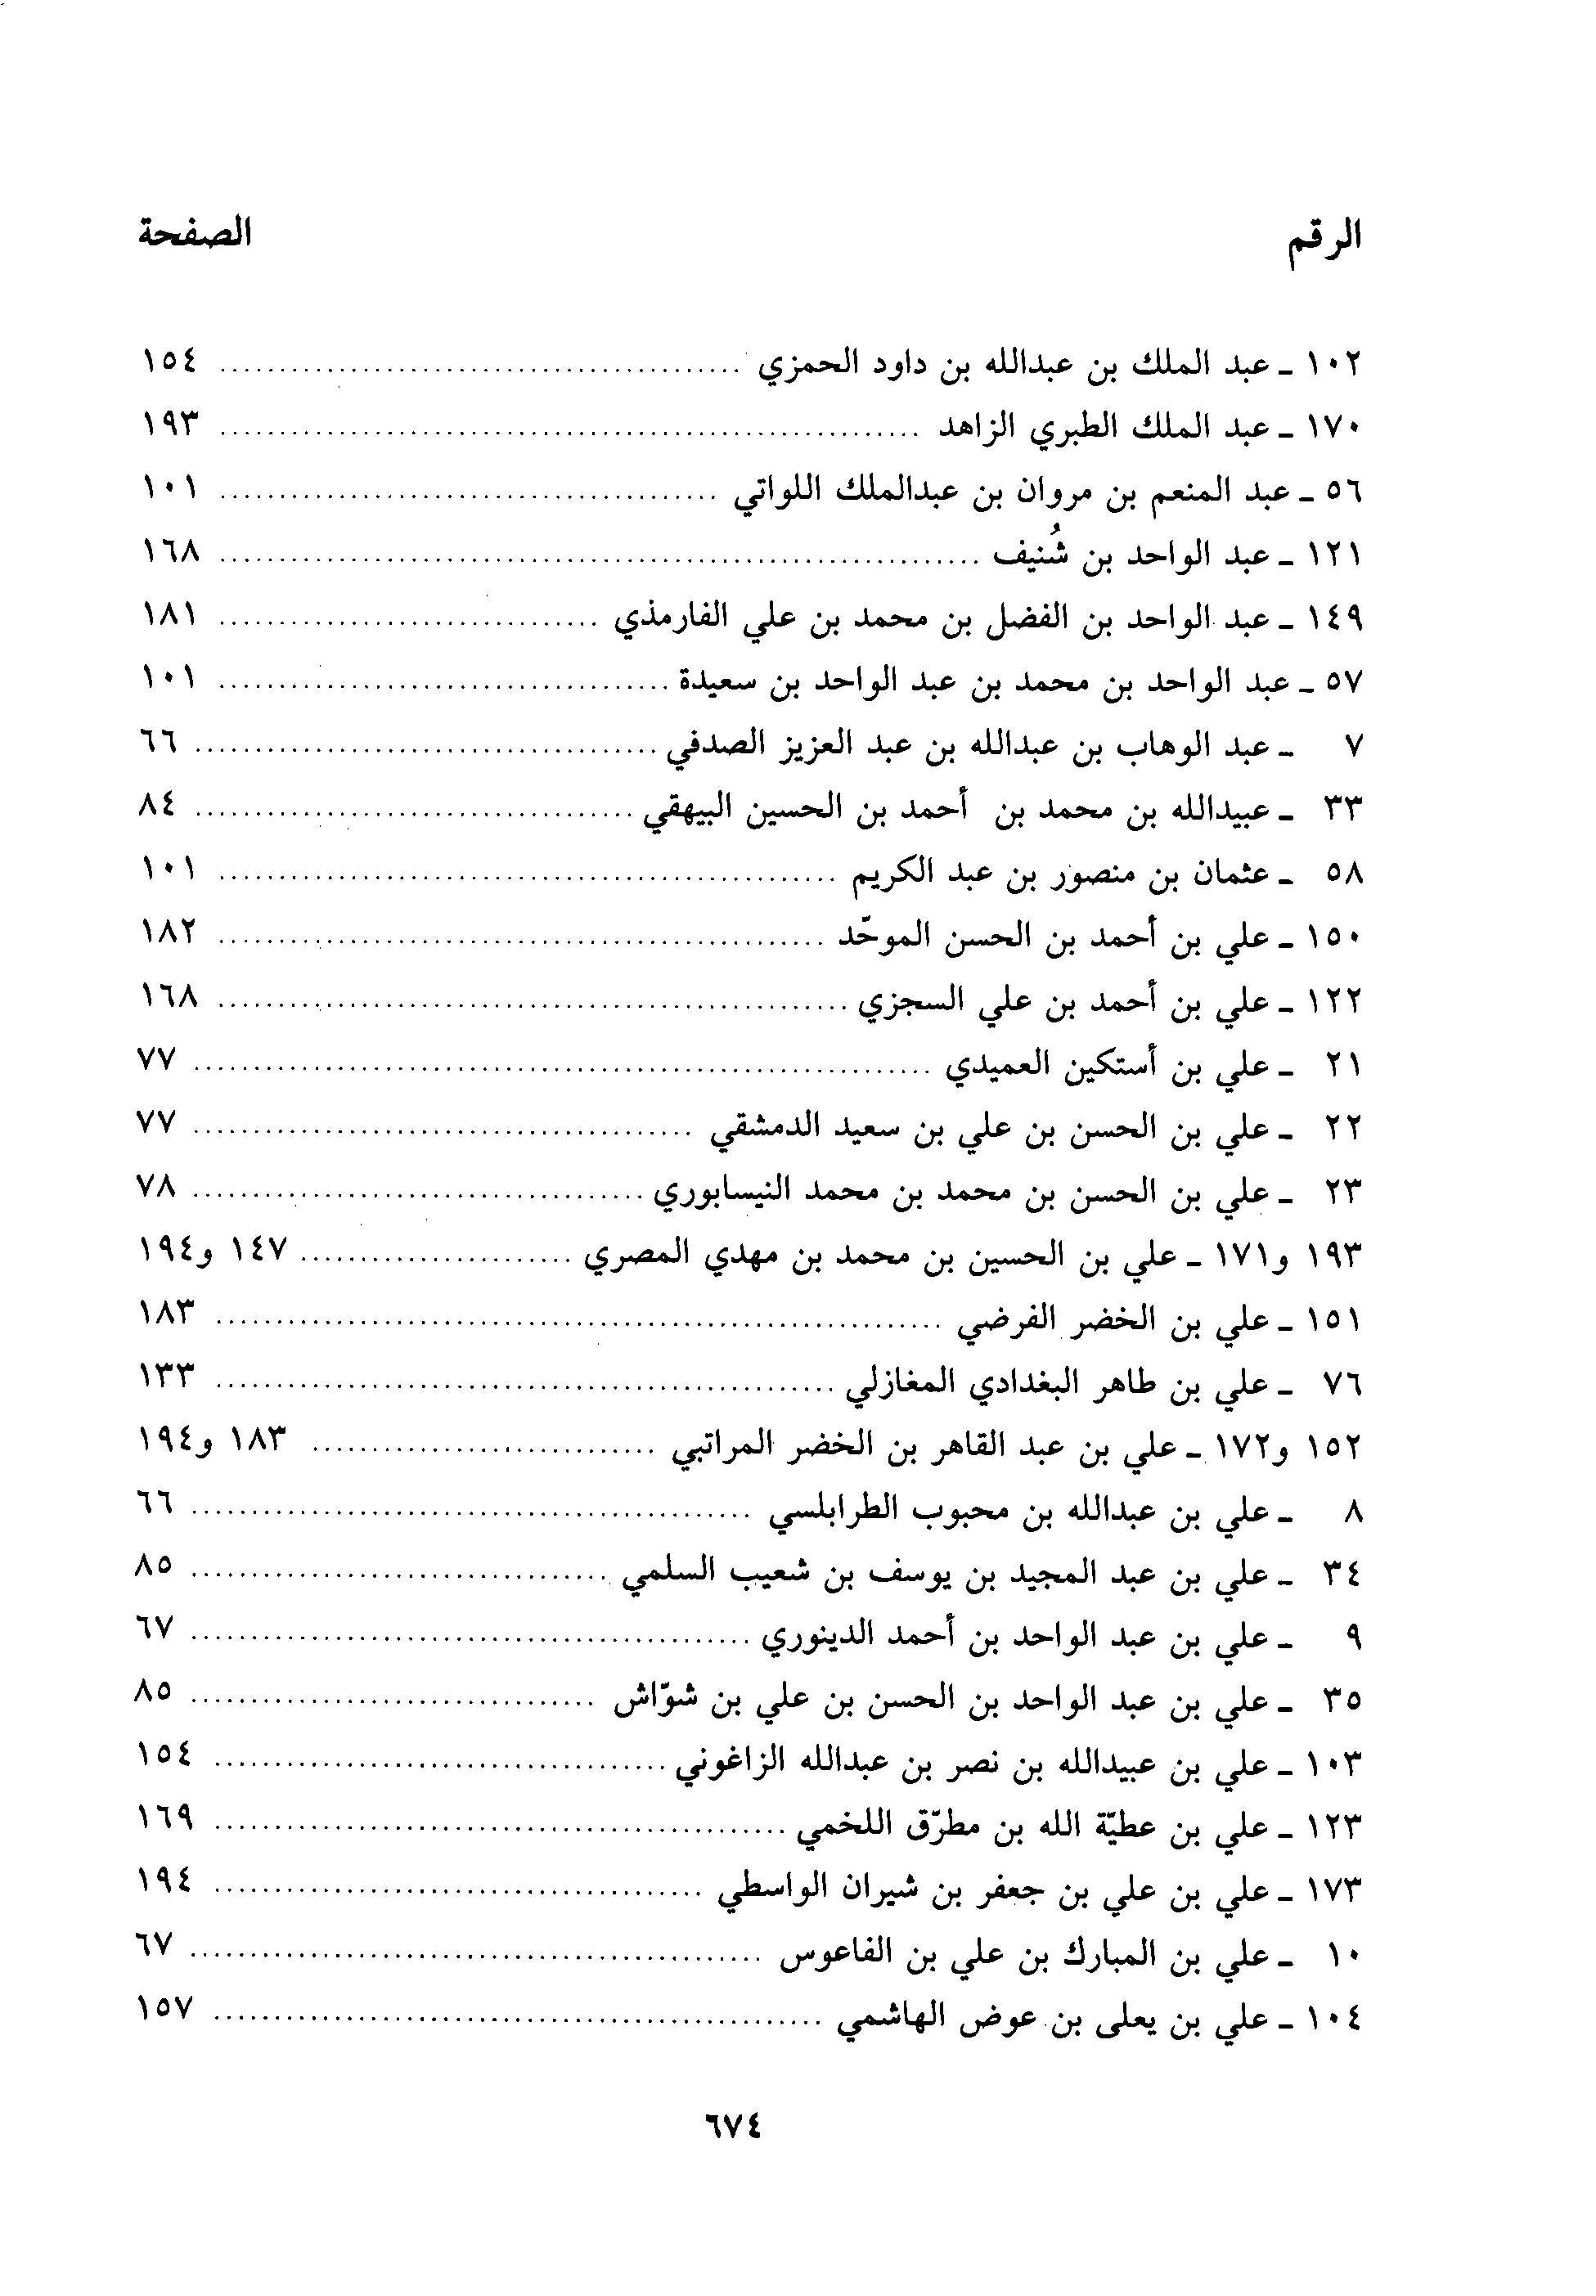 الرقم الصفحة
١٠٢ ـ عبد الملك بن عبدالله بن داود الحمزي ........ ١٥٤
١٧٠ ـ عبد الملك الطبري الزاهد ........ ١٩٣
٥٦ ـ عبد المنعم بن مروان بن عبدالملك اللواتي ........ ١٠١
١٢١ ـ عبد الواحد بن شُنيف ........ ١٦٨
١٤٩ ـ عبد الواحد بن الفضل بن محمد بن علي الفارمذي ........ ١٨١
٥٧ ـ عبد الواحد بن محمد بن عبد الواحد بن سعيدة ........ ١٠١
٧ ـ عبد الوهاب بن عبدالله بن عبد العزيز الصدفي ........ ٦٦
٣٣ ـ عبيدالله بن محمد بن أحمد بن الحسين البيهقي ........ ٨٤
٥٨ ـ عثمان بن منصور بن عبد الكريم ........ ١٠١
١٥٠ ـ علي بن أحمد بن الحسن الموحّد ........ ١٨٢
١٢٢ ـ علي بن أحمد بن علي السجزي ........ ١٦٨
٢١ ـ علي بن أستكين العميدي ........ ٧٧
٢٢ ـ علي بن الحسن بن علي بن سعيد الدمشقي ........ ٧٧
٢٣ ـ علي بن الحسن بن محمد بن محمد النيسابوري ........ ٧٨
١٩٣ و١٧١ ـ علي بن الحسين بن محمد بن مهدي المصري ........ ١٤٧ و١٩٤
١٥١ ـ علي بن الخضر الفرضي ........ ١٨٣
٧٦ ـ علي بن طاهر البغدادي المغازلي ........ ١٣٣
١٥٢ و١٧٢ ـ علي بن عبد القاهر بن الخضر المراتبي ........ ١٨٣ و١٩٤
٨ ـ علي بن عبدالله بن محبوب الطرابلسي ........ ٦٦
٣٤ ـ علي بن عبد المجيد بن يوسف بن شعيب السلمي ........ ٨٥
٩ ـ علي بن عبد الواحد بن أحمد الدينوري ........ ٦٧
٣٥ ـ علي بن عبد الواحد بن الحسن بن علي بن شوّاش ........ ٨٥
١٠٣ ـ علي بن عبيدالله بن نصر بن عبدالله الزاغوني ........ ١٥٤
١٢٣ ـ علي بن عطيّة الله بن مطرّق اللخمي ........ ١٦٩
١٧٣ ـ علي بن علي بن جعفر بن شيران الواسطي ........ ١٩٤
١٠ ـ علي بن المبارك بن علي بن الفاعوس ........ ٦٧
١٠٤ ـ علي بن يعلى بن عوض الهاشمي ........ ١٥٧
٦٧٤